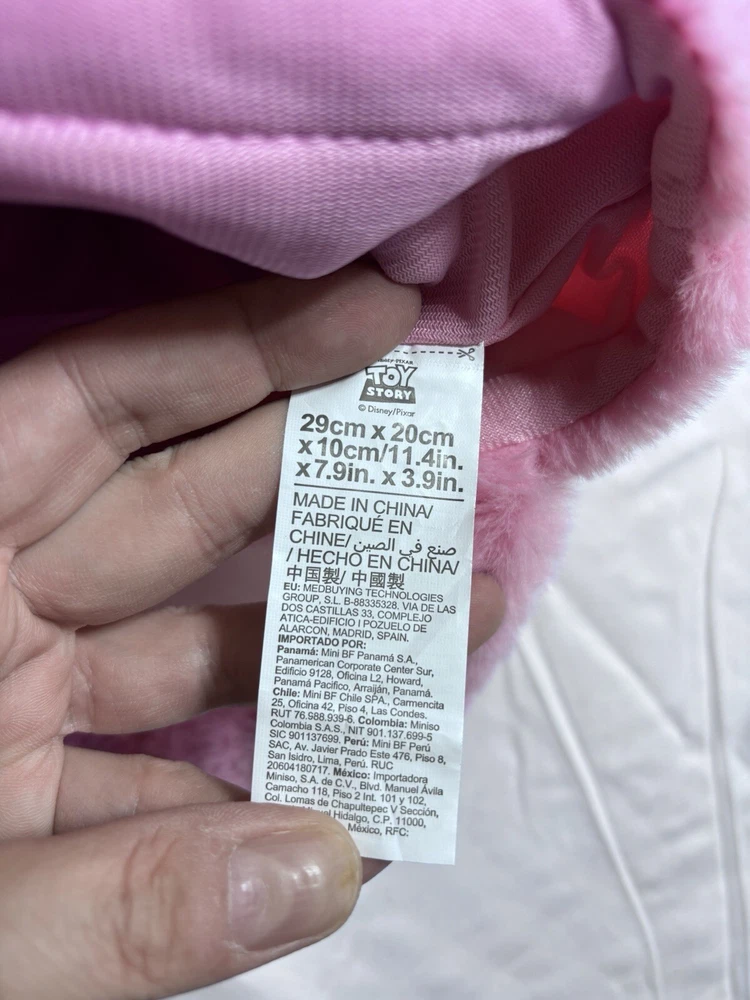 DISNEY·PIXAR
TOY
STORY
© Disney/Pixar
29cm x 20cm
x 10cm/11.4in.
x 7.9in. x 3.9in.
MADE IN CHINA/
FABRIQUÉ EN
CHINE/ صنع في الصين
/ HECHO EN CHINA/
中国製/ 中國製
EU: MEDBUYING TECHNOLOGIES
GROUP, S.L. B-88335328. VIA DE LAS
DOS CASTILLAS 33, COMPLEJO
ATICA-EDIFICIO I POZUELO DE
ALARCON, MADRID, SPAIN.
IMPORTADO POR:
Panamá: Mini BF Panamá S.A.,
Panamerican Corporate Center Sur,
Edificio 9128, Oficina L2, Howard,
Panamá Pacifico, Arraiján, Panamá.
Chile: Mini BF Chile SPA., Carmencita
25, Oficina 42, Piso 4, Las Condes.
RUT 76.988.939-6. Colombia: Miniso
Colombia S.A.S., NIT 901.137.699-5
SIC 901137699. Perú: Mini BF Perú
SAC, Av. Javier Prado Este 476, Piso 8,
San Isidro, Lima, Perú. RUC
20604180717. México: Importadora
Miniso, S.A. de C.V., Blvd. Manuel Ávila
Camacho 118, Piso 2 Int. 101 y 102,
Col. Lomas de Chapultepec V Sección,
Hidalgo, C.P. 11000,
México, RFC: